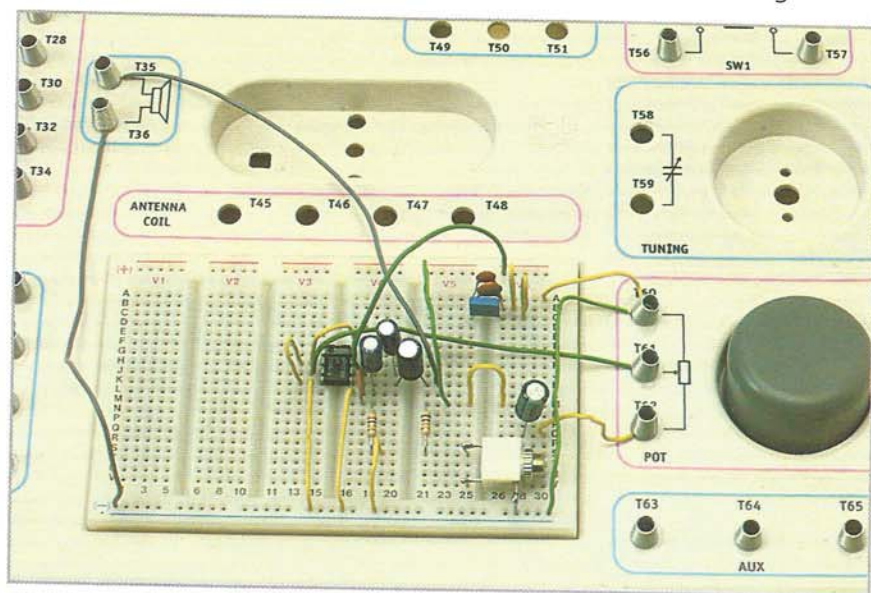 T28
T30
T32
T34
T35
T36
T49 T50 T51
T56 T57
SW1
T58
T59
TUNING
ANTENNA
COIL
T45 T46 T47 T48
(+) V1 V2 V3 V5
A
B
C
D
E
F
G
H
J
K
L
M
N
P
Q
R
S
A
3 5 6 8 10 11 13 15 16 20 21 23 25 26 30
(-)
POT
T63 T64 T65
AUX